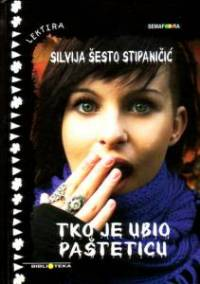 LEKTIRA
SEMAFORA
SILVIJA ŠESTO STIPANIČIĆ
TKO JE UBIO
PAŠTETICU
BIBLIOTEKA